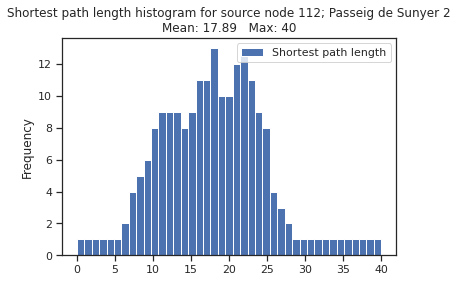 Shortest path length histogram for source node 112; Passeig de Sunyer 2
Mean: 17.89 Max: 40
Shortest path length
Frequency
12
10
8
6
4
2
0
0 5 10 15 20 25 30 35 40